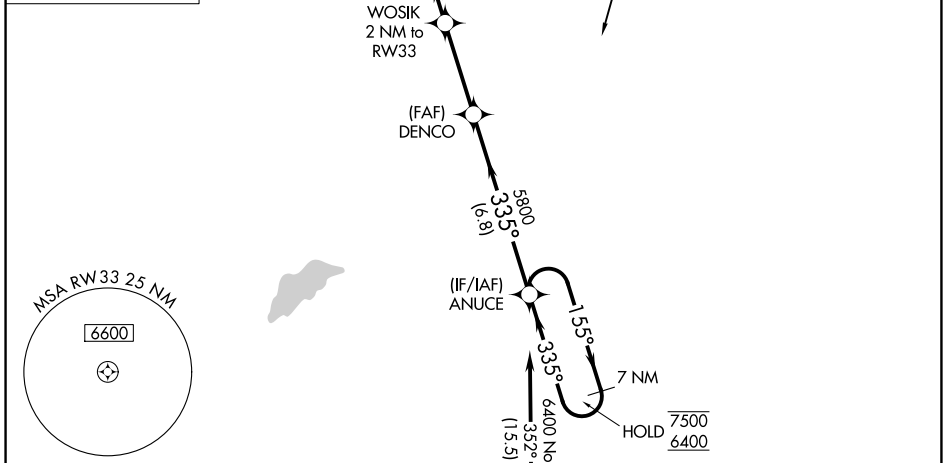 WOSIK
2 NM to
RW33
(FAF)
DENCO
5800
335°
(6.8)
(IF/IAF)
ANUCE
155°
335°
7 NM
HOLD
7500
6400
6400 No
352°
(15.5)
MSA RW33 25 NM
6600